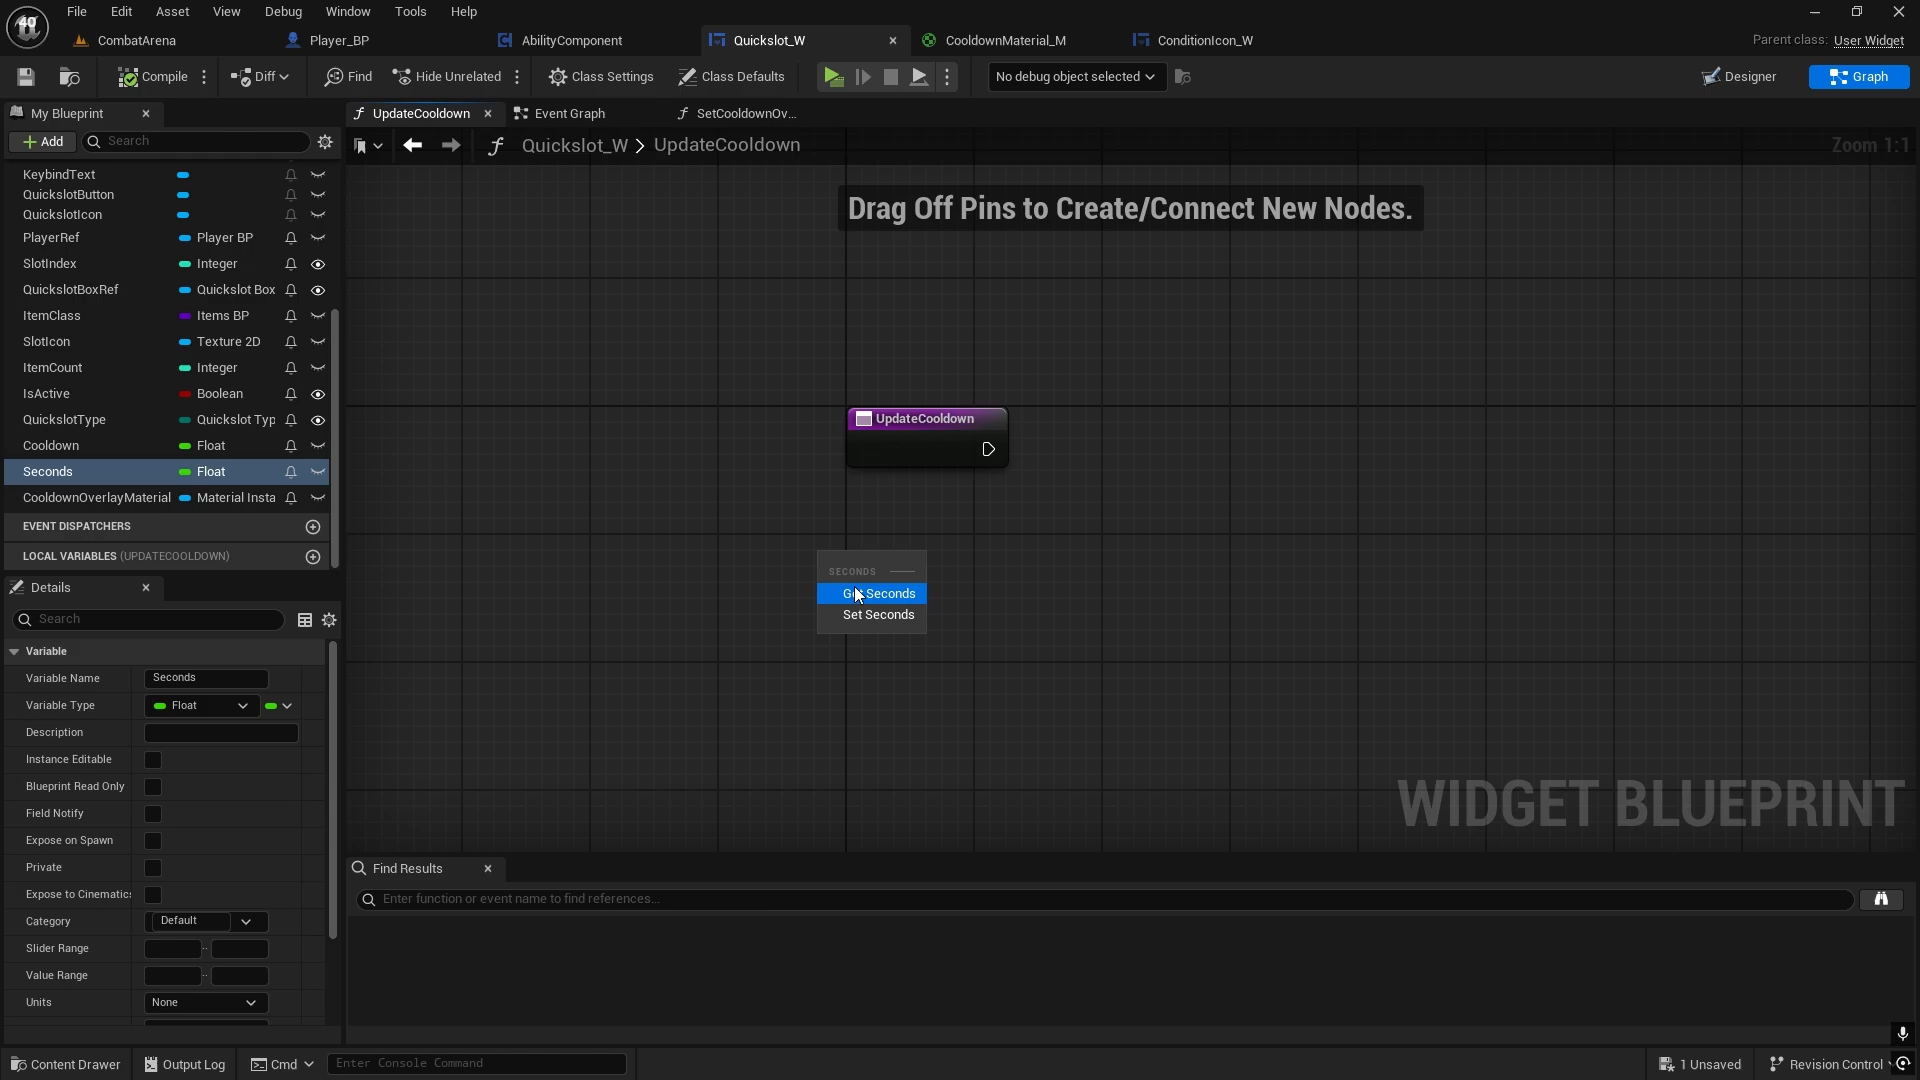 File Edit Asset View Debug Window Tools Help
CombatArena Player_BP AbilityComponent Quickslot_W CooldownMaterial_M ConditionIcon_W Parent class: User Widget
Compile Diff Find Hide Unrelated Class Settings Class Defaults No debug object selected Designer Graph
My Blueprint UpdateCooldown Event Graph SetCooldownOv...
Add Search Quickslot_W UpdateCooldown Zoom 1:1
Drag Off Pins to Create/Connect New Nodes.
KeybindText
QuickslotButton
QuickslotIcon
PlayerRef Player BP
SlotIndex Integer
QuickslotBoxRef Quickslot Box
ItemClass Items BP
SlotIcon Texture 2D
ItemCount Integer
IsActive Boolean
QuickslotType Quickslot Typ
Cooldown Float
Seconds Float
CooldownOverlayMaterial Material Insta
EVENT DISPATCHERS
LOCAL VARIABLES (UPDATECOOLDOWN)
UpdateCooldown
SECONDS
Get Seconds
Set Seconds
WIDGET BLUEPRINT
Details
Search
Variable
Variable Name Seconds
Variable Type Float
Description
Instance Editable
Blueprint Read Only
Field Notify
Expose on Spawn
Private
Expose to Cinematics
Category Default
Slider Range
Value Range
Units None
Find Results
Enter function or event name to find references...
Content Drawer Output Log Cmd Enter Console Command 1 Unsaved Revision Control